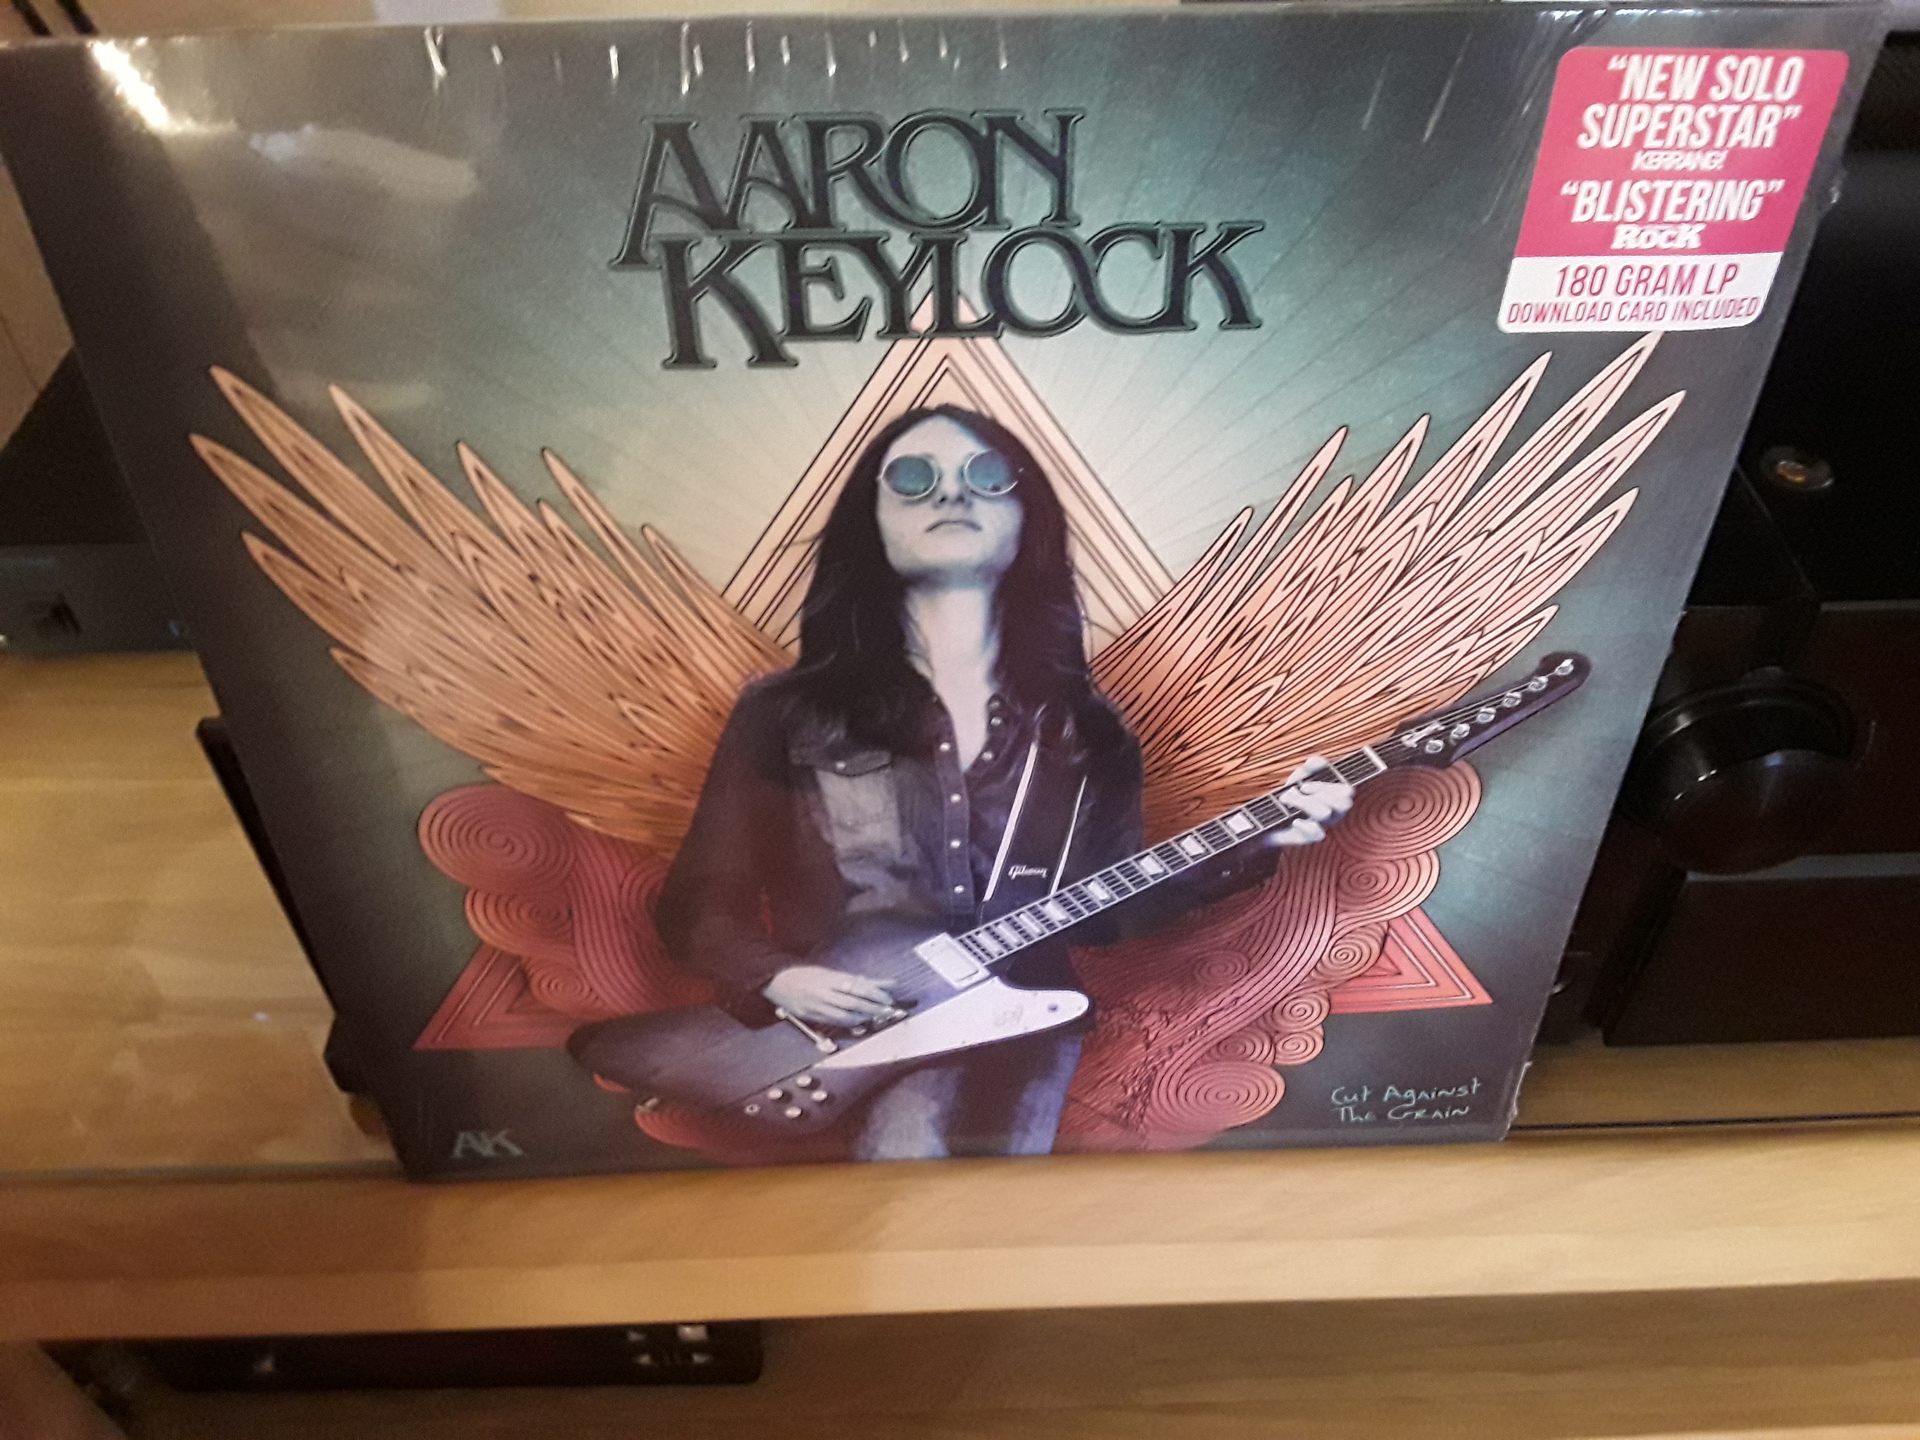 AARON
KEYLOCK
"NEW SOLO
SUPERSTAR"
KERRANG!
"BLISTERING"
ROCK
180 GRAM LP
DOWNLOAD CARD INCLUDED
Gibson
AK
Cut Against
The Grain